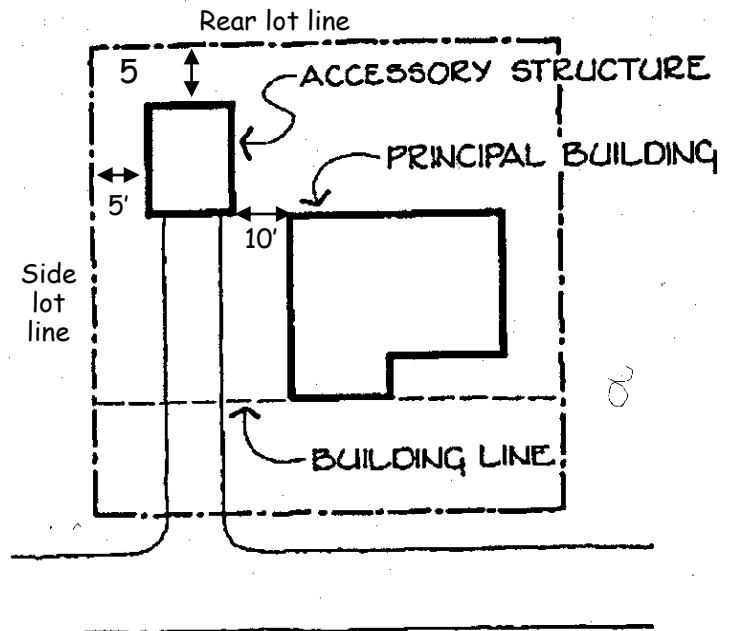 Rear lot line
5
ACCESSORY STRUCTURE
PRINCIPAL BUILDING
5'
10'
Side
lot
line
BUILDING LINE